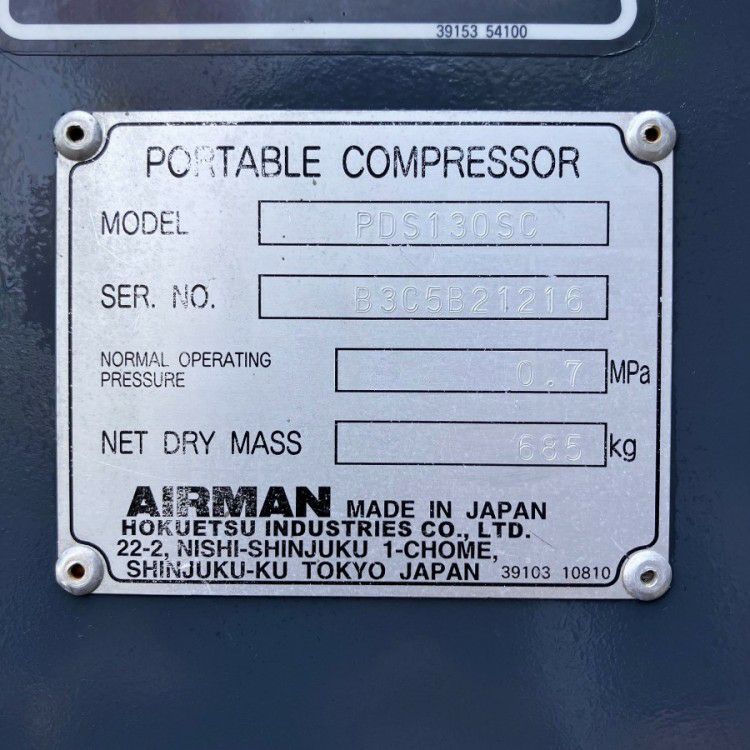 39153 54100
PORTABLE COMPRESSOR
MODEL PDS130SC
SER. NO. B3C5B21216
NORMAL OPERATING
PRESSURE 0.7 MPa
NET DRY MASS 685 kg
AIRMAN MADE IN JAPAN
HOKUETSU INDUSTRIES CO., LTD.
22-2, NISHI-SHINJUKU 1-CHOME,
SHINJUKU-KU TOKYO JAPAN 39103 10810